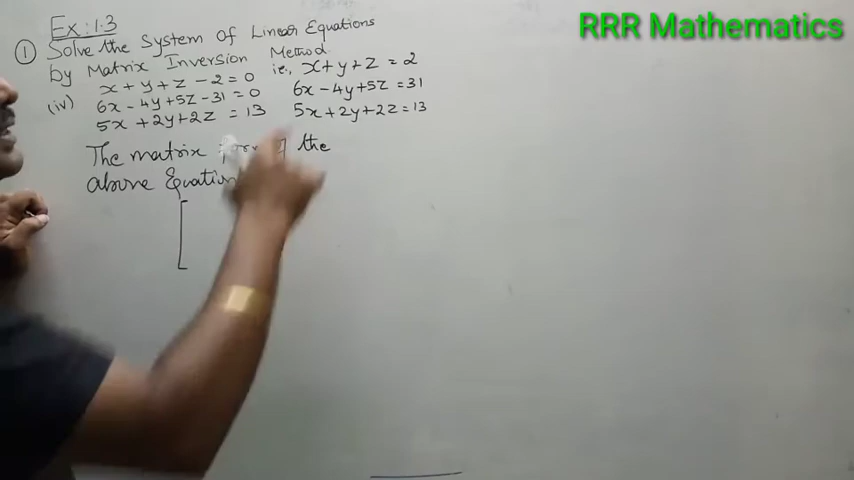 RRR Mathematics
Ex: 1.3
① Solve the System of Linear Equations
by Matrix Inversion Method
(iv) x + y + z - 2 = 0
6x - 4y + 5z - 31 = 0
5x + 2y + 2z = 13
ie., x + y + z = 2
6x - 4y + 5z = 31
5x + 2y + 2z = 13
The matrix the
above Equation
[